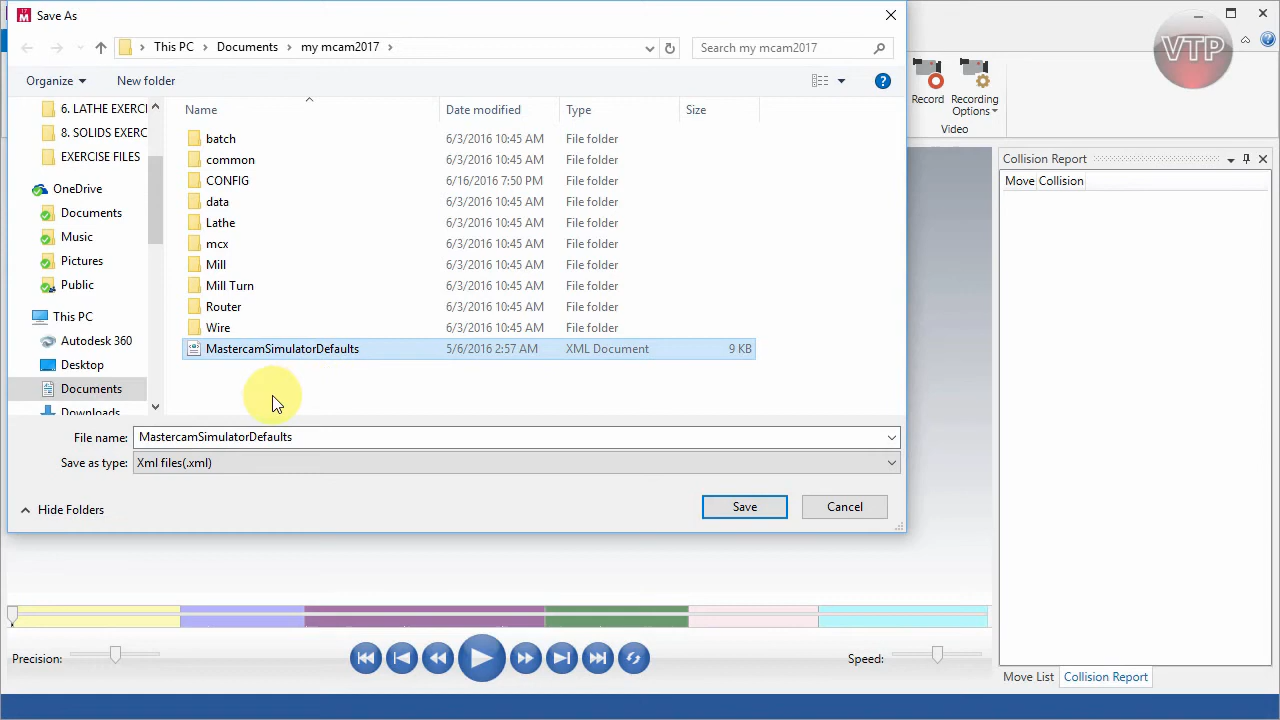 Save As
This PC
Documents
my mcam2017
Search my mcam2017
Organize
New folder
6. LATHE EXERCI
8. SOLIDS EXERC
EXERCISE FILES
OneDrive
Documents
Music
Pictures
Public
This PC
Autodesk 360
Desktop
Documents
Downloads
Name Date modified Type Size
batch 6/3/2016 10:45 AM File folder
common 6/3/2016 10:45 AM File folder
CONFIG 6/16/2016 7:50 PM File folder
data 6/3/2016 10:45 AM File folder
Lathe 6/3/2016 10:45 AM File folder
mcx 6/3/2016 10:45 AM File folder
Mill 6/3/2016 10:45 AM File folder
Mill Turn 6/3/2016 10:45 AM File folder
Router 6/3/2016 10:45 AM File folder
Wire 6/3/2016 10:45 AM File folder
MastercamSimulatorDefaults 5/6/2016 2:57 AM XML Document 9 KB
File name: MastercamSimulatorDefaults
Save as type: Xml files(.xml)
Hide Folders
Save
Cancel
VTP
Record
Recording
Options
Video
Collision Report
Move Collision
Precision:
Speed:
Move List
Collision Report